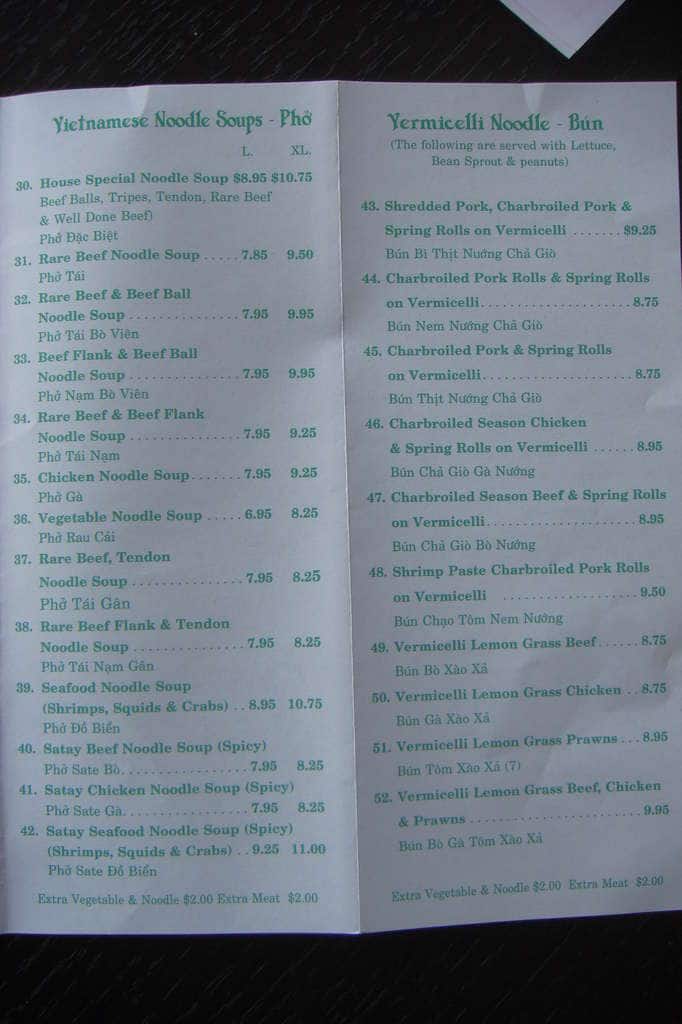 Vietnamese Noodle Soups - Phở
L. XL.
30. House Special Noodle Soup $8.95 $10.75
Beef Balls, Tripes, Tendon, Rare Beef
& Well Done Beef)
Phở Đặc Biệt
31. Rare Beef Noodle Soup ..... 7.85 9.50
Phở Tái
32. Rare Beef & Beef Ball
Noodle Soup ............... 7.95 9.95
Phở Tái Bò Viên
33. Beef Flank & Beef Ball
Noodle Soup ............... 7.95 9.95
Phở Nạm Bò Viên
34. Rare Beef & Beef Flank
Noodle Soup ............... 7.95 9.25
Phở Tái Nạm
35. Chicken Noodle Soup ....... 7.95 9.25
Phở Gà
36. Vegetable Noodle Soup ..... 6.95 8.25
Phở Rau Cải
37. Rare Beef, Tendon
Noodle Soup ............... 7.95 8.25
Phở Tái Gân
38. Rare Beef Flank & Tendon
Noodle Soup ............... 7.95 8.25
Phở Tái Nạm Gân
39. Seafood Noodle Soup
(Shrimps, Squids & Crabs) .. 8.95 10.75
Phở Đồ Biển
40. Satay Beef Noodle Soup (Spicy)
Phở Sate Bò ................. 7.95 8.25
41. Satay Chicken Noodle Soup (Spicy)
Phở Sate Gà ................. 7.95 8.25
42. Satay Seafood Noodle Soup (Spicy)
(Shrimps, Squids & Crabs) .. 9.25 11.00
Phở Sate Đồ Biển
Extra Vegetable & Noodle $2.00 Extra Meat $2.00
Vermicelli Noodle - Bún
(The following are served with Lettuce,
Bean Sprout & peanuts)
43. Shredded Pork, Charbroiled Pork &
Spring Rolls on Vermicelli ....... $9.25
Bún Bì Thịt Nướng Chả Giò
44. Charbroiled Pork Rolls & Spring Rolls
on Vermicelli ..................... 8.75
Bún Nem Nướng Chả Giò
45. Charbroiled Pork & Spring Rolls
on Vermicelli ..................... 8.75
Bún Thịt Nướng Chả Giò
46. Charbroiled Season Chicken
& Spring Rolls on Vermicelli ...... 8.95
Bún Chả Giò Gà Nướng
47. Charbroiled Season Beef & Spring Rolls
on Vermicelli ..................... 8.95
Bún Chả Giò Bò Nướng
48. Shrimp Paste Charbroiled Pork Rolls
on Vermicelli ................... 9.50
Bún Chạo Tôm Nem Nướng
49. Vermicelli Lemon Grass Beef ...... 8.75
Bún Bò Xào Xả
50. Vermicelli Lemon Grass Chicken .. 8.75
Bún Gà Xào Xả
51. Vermicelli Lemon Grass Prawns ... 8.95
Bún Tôm Xào Xả (7)
52. Vermicelli Lemon Grass Beef, Chicken
& Prawns ........................ 9.95
Bún Bò Gà Tôm Xào Xả
Extra Vegetable & Noodle $2.00 Extra Meat $2.00